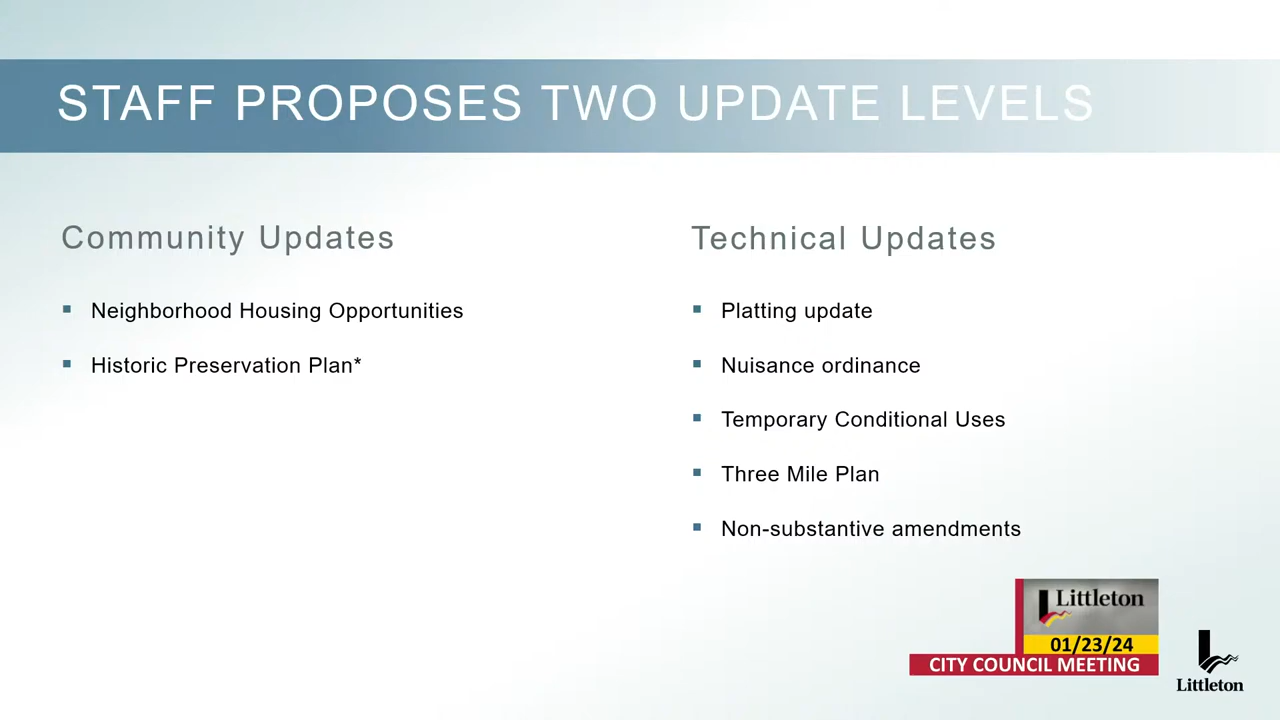 STAFF PROPOSES TWO UPDATE LEVELS
Community Updates
Neighborhood Housing Opportunities
Historic Preservation Plan*
Technical Updates
Platting update
Nuisance ordinance
Temporary Conditional Uses
Three Mile Plan
Non-substantive amendments
Littleton
01/23/24
CITY COUNCIL MEETING
Littleton